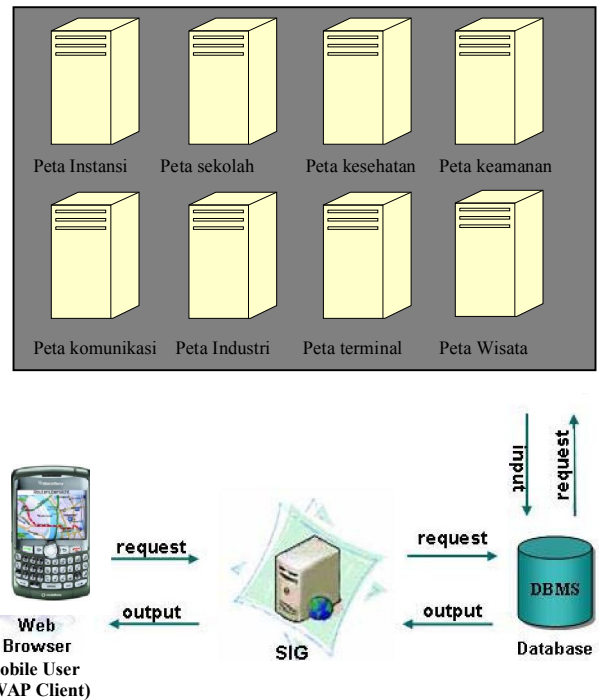 Peta Instansi Peta sekolah Peta kesehatan Peta keamanan
Peta komunikasi Peta Industri Peta terminal Peta Wisata
input
request
request
output
request
output
DBMS
Database
SIG
Web
Browser
obile User
VAP Client)